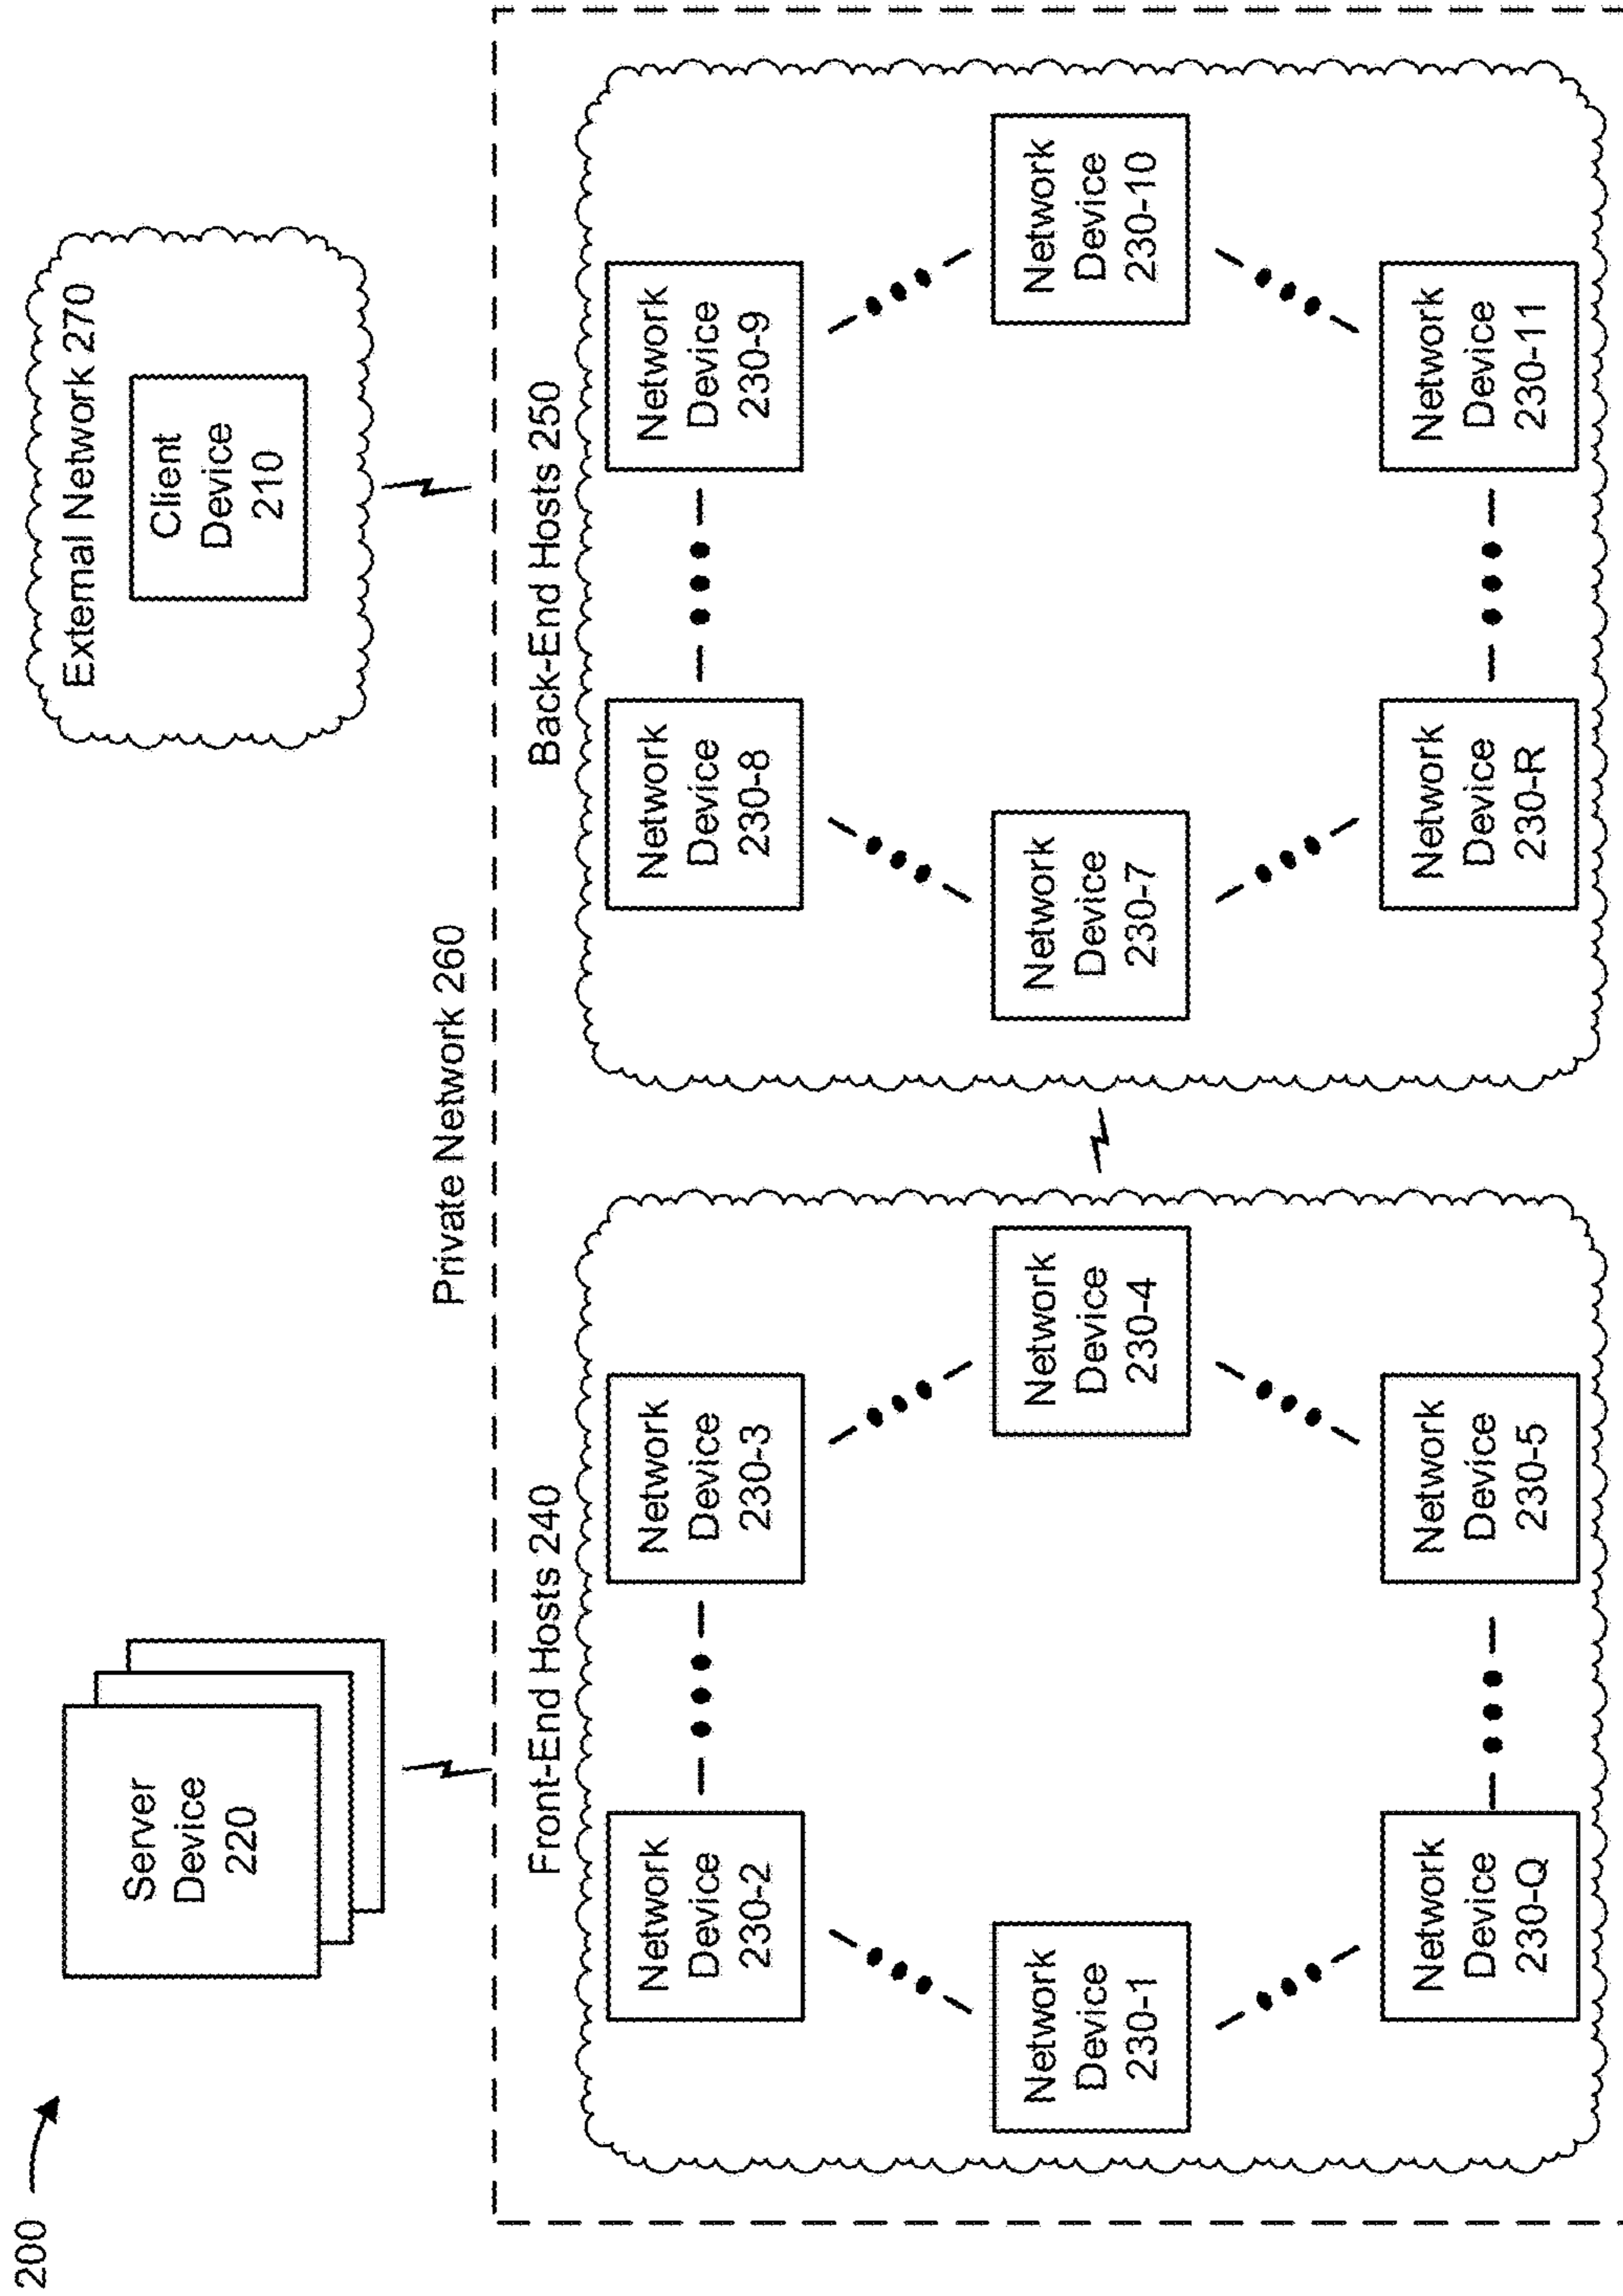 200
Server
Device
220
External Network 270
Client
Device
210
Private Network 260
Front-End Hosts 240
Network
Device
230-2
Network
Device
230-3
Network
Device
230-1
Network
Device
230-4
Network
Device
230-Q
Network
Device
230-5
Back-End Hosts 250
Network
Device
230-8
Network
Device
230-9
Network
Device
230-7
Network
Device
230-10
Network
Device
230-R
Network
Device
230-11